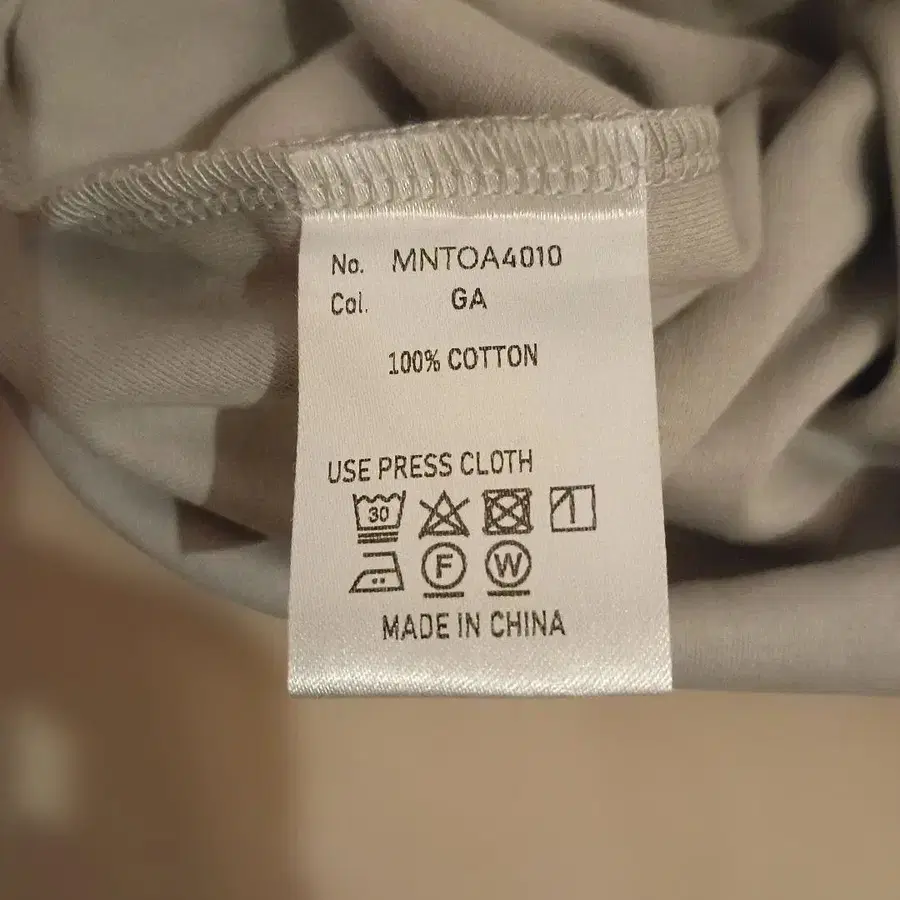 No. MNTOA4010
Col. GA
100% COTTON
USE PRESS CLOTH
30
F W
MADE IN CHINA